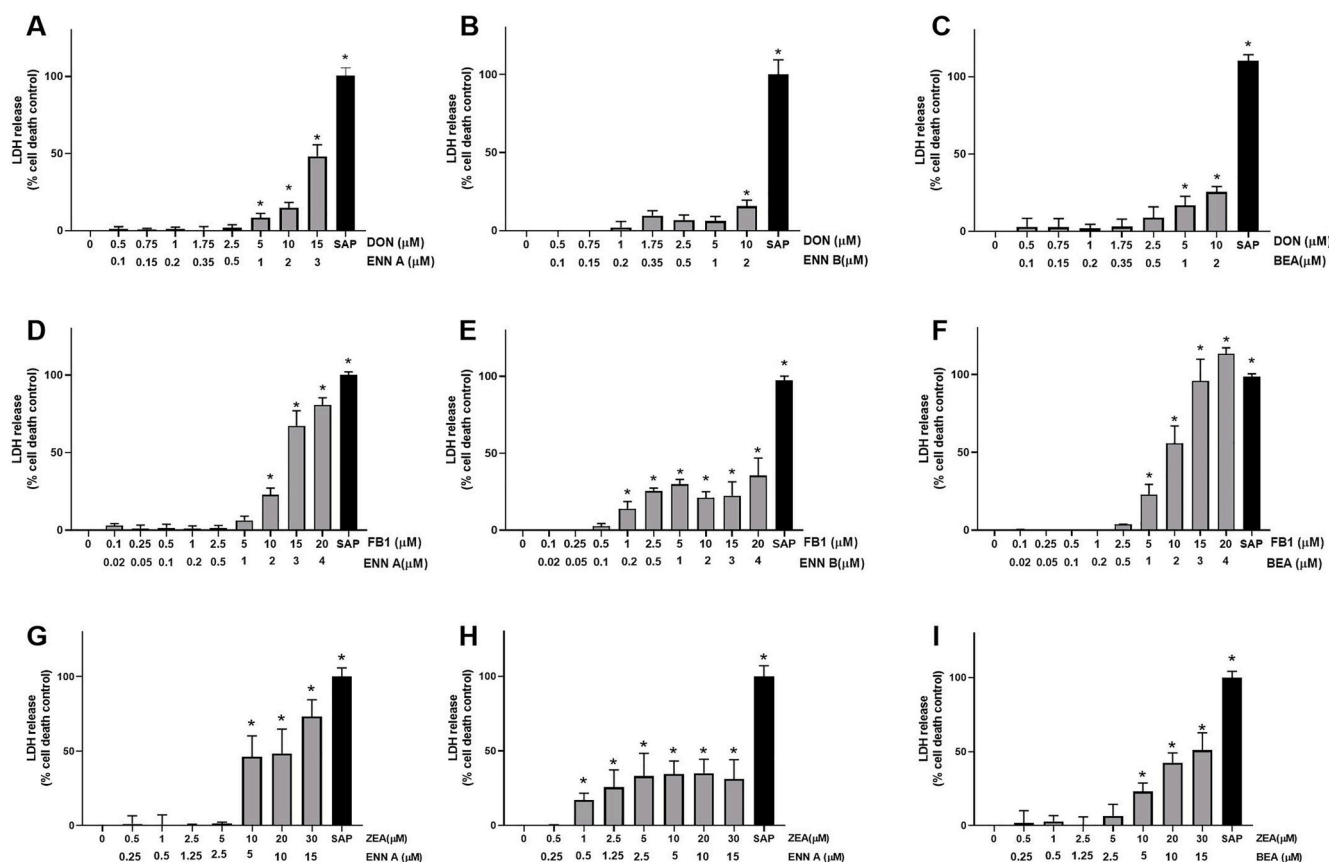 A
LDH release
(% cell death control)
100
50
0
*
*
*
*
0 0.5 0.75 1 1.75 2.5 5 10 15 SAP DON (μM)
0.1 0.15 0.2 0.35 0.5 1 2 3 ENN A (μM)
B
LDH release
(% cell death control)
100
50
0
*
*
0 0.5 0.75 1 1.75 2.5 5 10 SAP DON (μM)
0.1 0.15 0.2 0.35 0.5 1 2 ENN B(μM)
C
LDH release
(% cell death control)
100
50
0
*
*
*
0 0.5 0.75 1 1.75 2.5 5 10 SAP DON (μM)
0.1 0.15 0.2 0.35 0.5 1 2 BEA(μM)
D
LDH release
(% cell death control)
100
50
0
*
*
*
*
0 0.1 0.25 0.5 1 2.5 5 10 15 20 SAP FB1 (μM)
0.02 0.05 0.1 0.2 0.5 1 2 3 4 ENN A(μM)
E
LDH release
(% cell death control)
100
50
0
*
*
*
*
*
*
*
0 0.1 0.25 0.5 1 2.5 5 10 15 20 SAP FB1 (μM)
0.02 0.05 0.1 0.2 0.5 1 2 3 4 ENN B(μM)
F
LDH release
(% cell death control)
100
50
0
*
*
*
*
*
0 0.1 0.25 0.5 1 2.5 5 10 15 20 SAP FB1 (μM)
0.02 0.05 0.1 0.2 0.5 1 2 3 4 BEA (μM)
G
LDH release
(% cell death control)
100
50
0
*
*
*
*
0 0.5 1 2.5 5 10 20 30 SAP ZEA(μM)
0.25 0.5 1.25 2.5 5 10 15 ENN A (μM)
H
LDH release
(% cell death control)
100
50
0
*
*
*
*
*
*
*
0 0.5 1 2.5 5 10 20 30 SAP ZEA(μM)
0.25 0.5 1.25 2.5 5 10 15 ENN A (μM)
I
LDH release
(% cell death control)
100
50
0
*
*
*
*
0 0.5 1 2.5 5 10 20 30 SAP ZEA(μM)
0.25 0.5 1.25 2.5 5 10 15 BEA (μM)